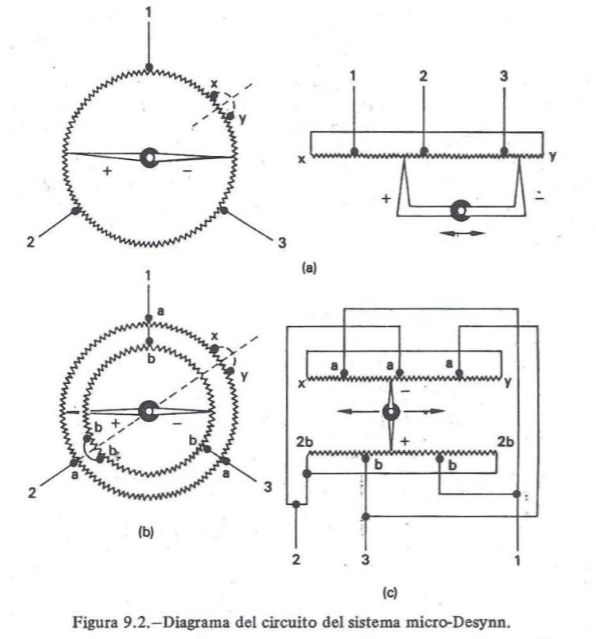 1
x
y
+
−
2
3
1
2
3
x
y
+
-
(a)
1
a
b
x
y
+
−
b
b
b
2
a
a
3
(b)
a
a
a
x
y
−
+
2b
2b
b
b
2
3
1
(c)
Figura 9.2.—Diagrama del circuito del sistema micro-Desynn.